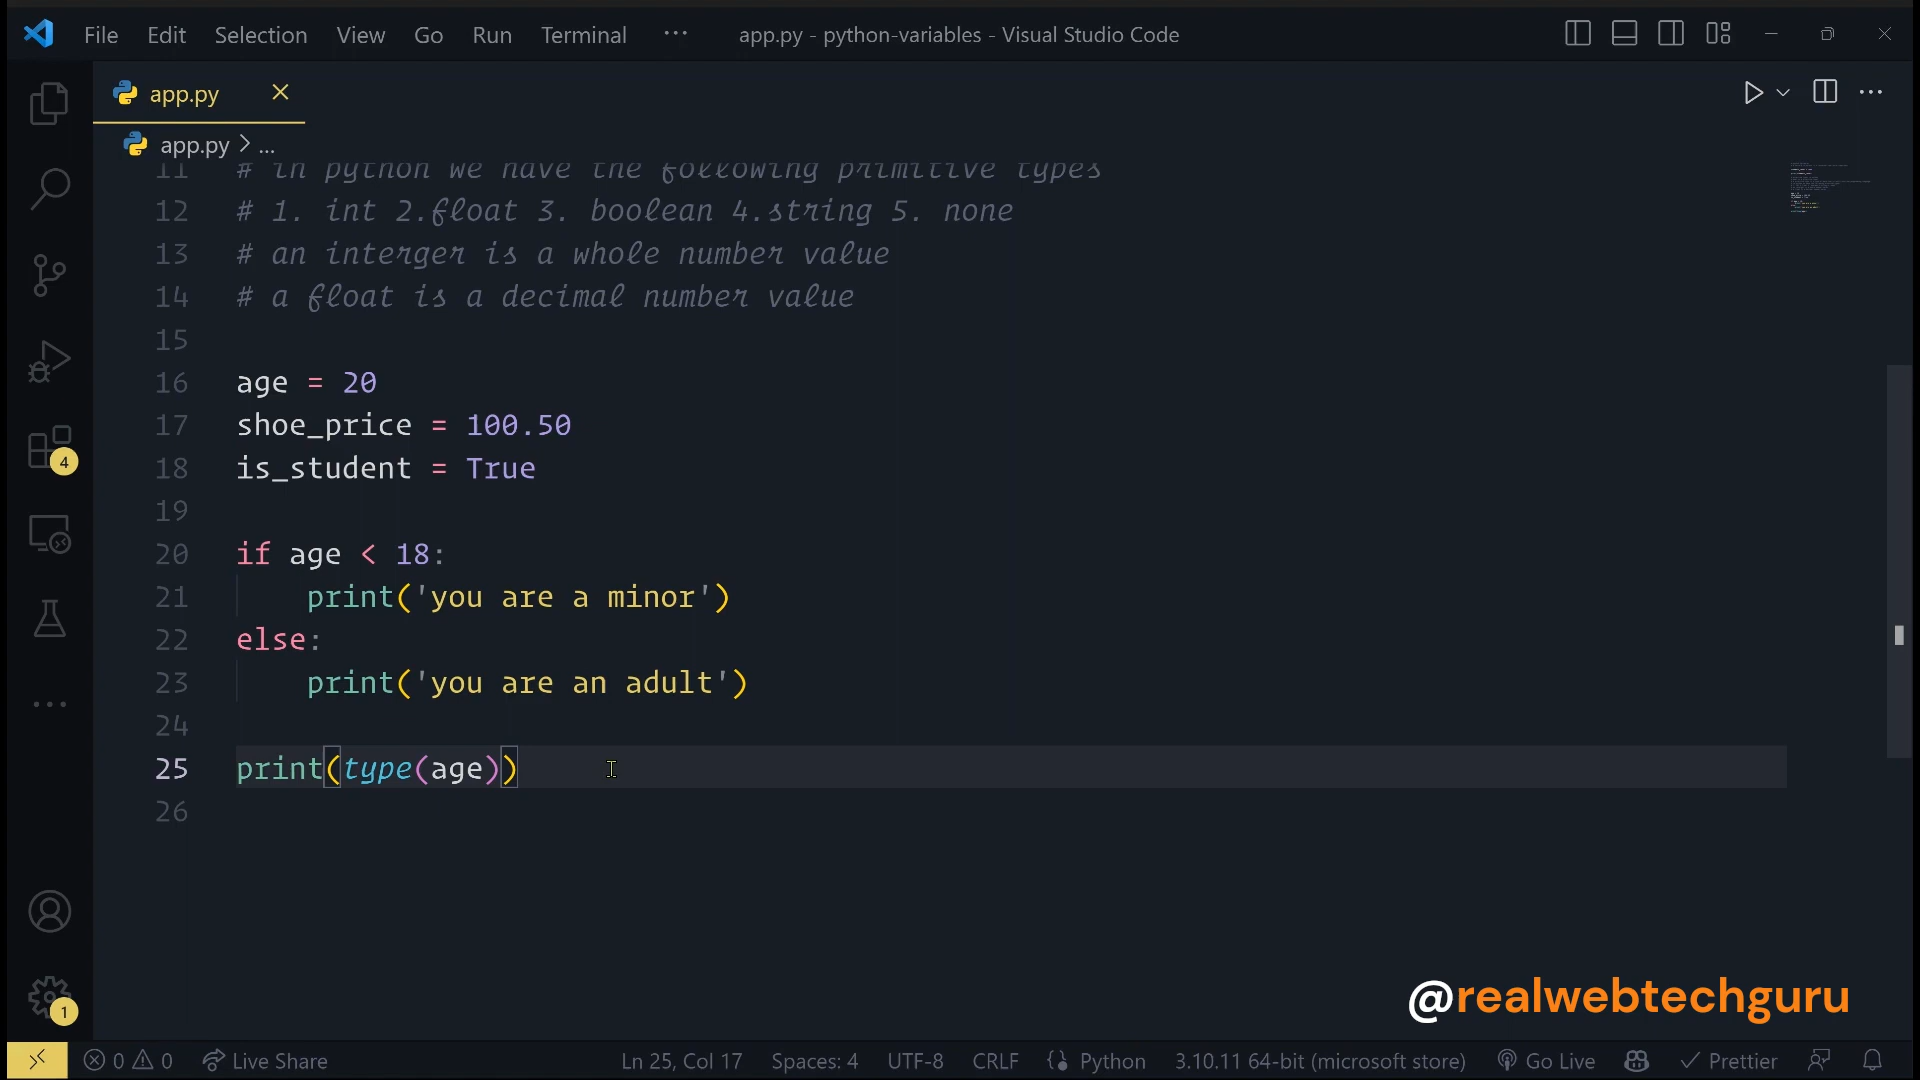 File Edit Selection View Go Run Terminal ··· app.py - python-variables - Visual Studio Code
app.py
app.py > ...
11 # in python we have the following primitive types
12 # 1. int 2.float 3. boolean 4.string 5. none
13 # an interger is a whole number value
14 # a float is a decimal number value
15
16 age = 20
17 shoe_price = 100.50
18 is_student = True
19
20 if age < 18:
21 print('you are a minor')
22 else:
23 print('you are an adult')
24
25 print(type(age))
26
4
1
@realwebtechguru
0 0 Live Share Ln 25, Col 17 Spaces: 4 UTF-8 CRLF Python 3.10.11 64-bit (microsoft store) Go Live Prettier